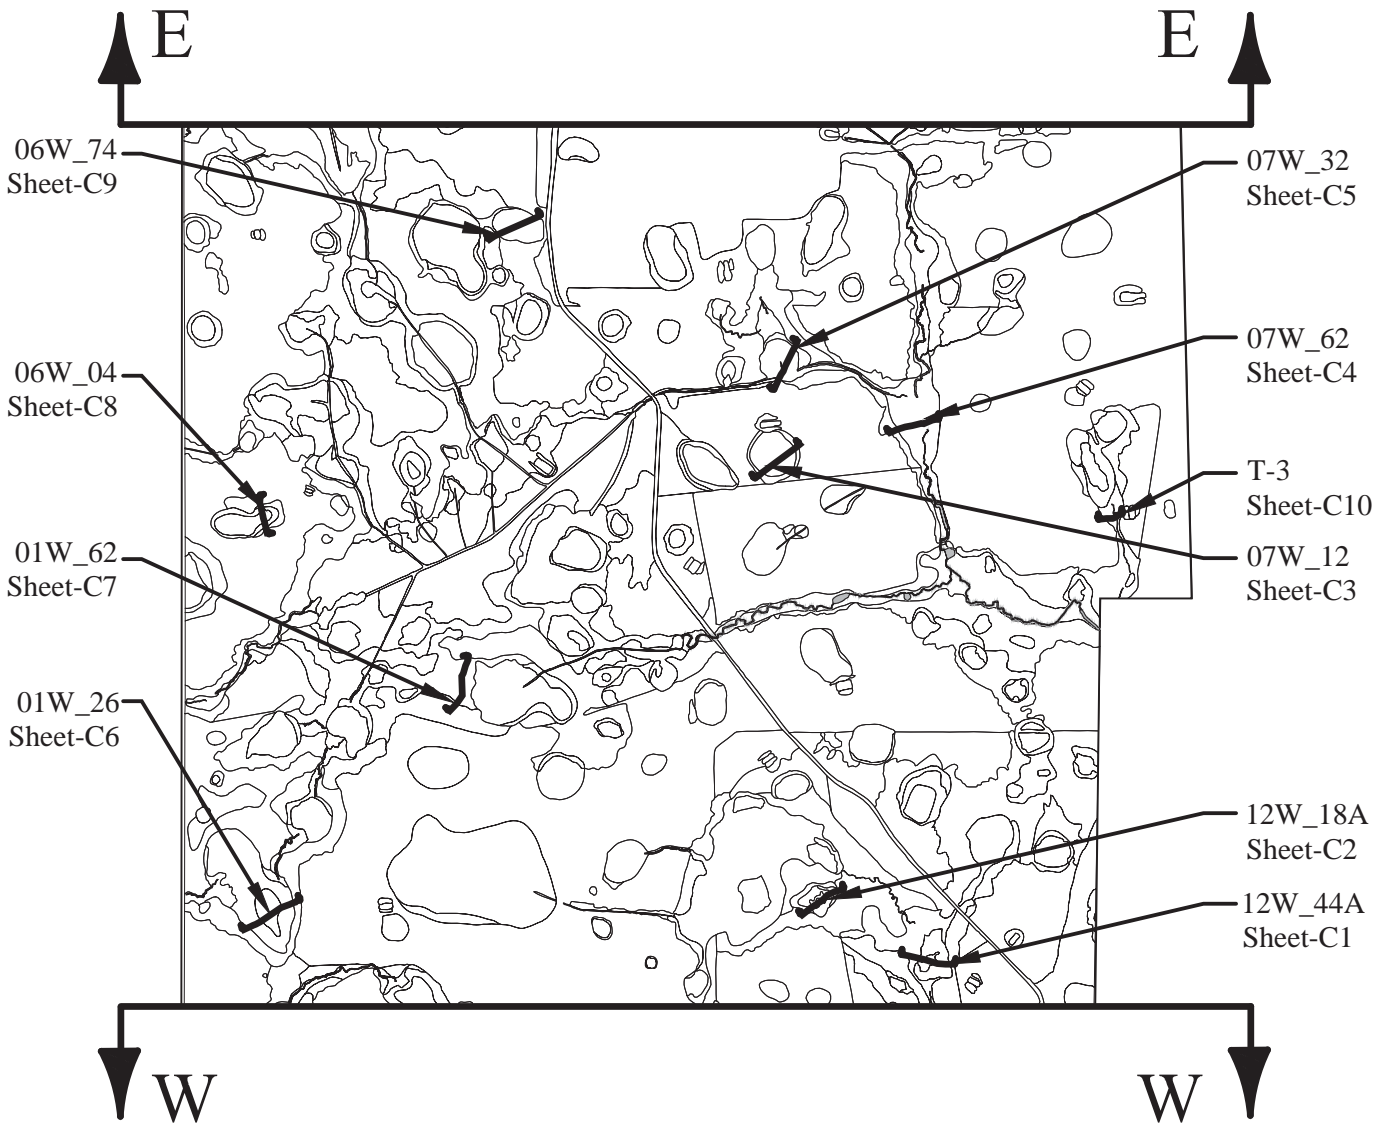 E
E
06W_74
Sheet-C9
07W_32
Sheet-C5
06W_04
Sheet-C8
07W_62
Sheet-C4
T-3
Sheet-C10
01W_62
Sheet-C7
07W_12
Sheet-C3
01W_26
Sheet-C6
12W_18A
Sheet-C2
12W_44A
Sheet-C1
W
W